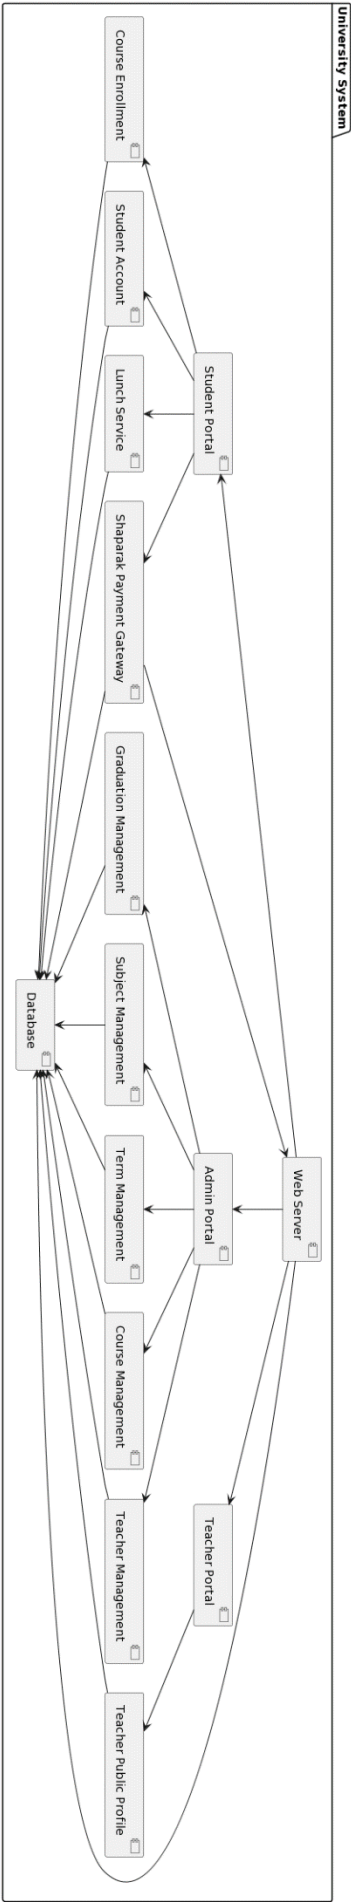 University System
Web Server
Student Portal
Admin Portal
Teacher Portal
Course Enrollment
Student Account
Lunch Service
Shaparak Payment Gateway
Graduation Management
Subject Management
Term Management
Course Management
Teacher Management
Teacher Public Profile
Database